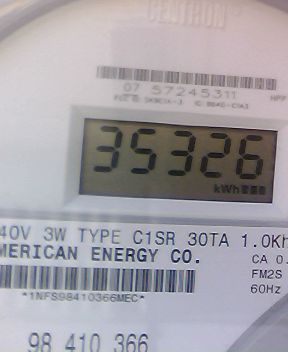 CENTRON
07 57245311
35326
kWh
40V 3W TYPE C1SR 30TA 1.0Kh
MERICAN ENERGY CO.
CA 0.
FM2S
60Hz
*1NFS98410366MEC*
98 410 366